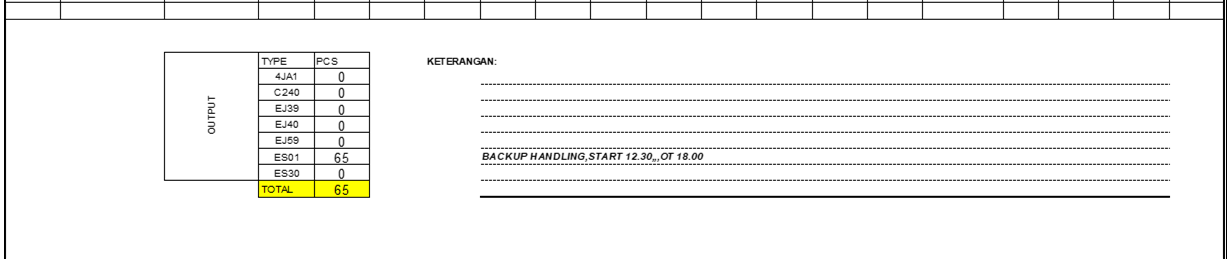 OUTPUT
TYPE PCS
4JA1 0
C240 0
EJ39 0
EJ40 0
EJ59 0
ES01 65
ES30 0
TOTAL 65
KETERANGAN:
BACKUP HANDLING,START 12.30,,,OT 18.00